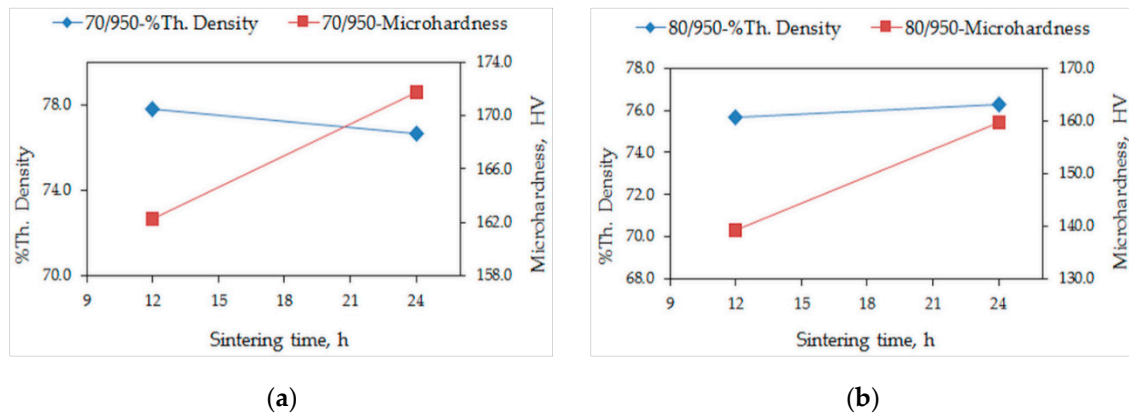 70/950-%Th. Density 70/950-Microhardness
%Th. Density
78.0
74.0
70.0
174.0
170.0
166.0
162.0
158.0
Microhardness, HV
9 12 15 18 21 24
Sintering time, h
(a)
80/950-%Th. Density 80/950-Microhardness
%Th. Density
78.0
76.0
74.0
72.0
70.0
68.0
170.0
160.0
150.0
140.0
130.0
Microhardness, HV
9 12 15 18 21 24
Sintering time, h
(b)